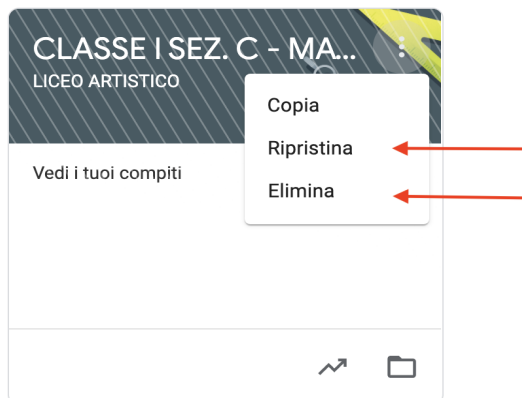 CLASSE I SEZ. C - MA...
LICEO ARTISTICO
Copia
Ripristina
Vedi i tuoi compiti
Elimina